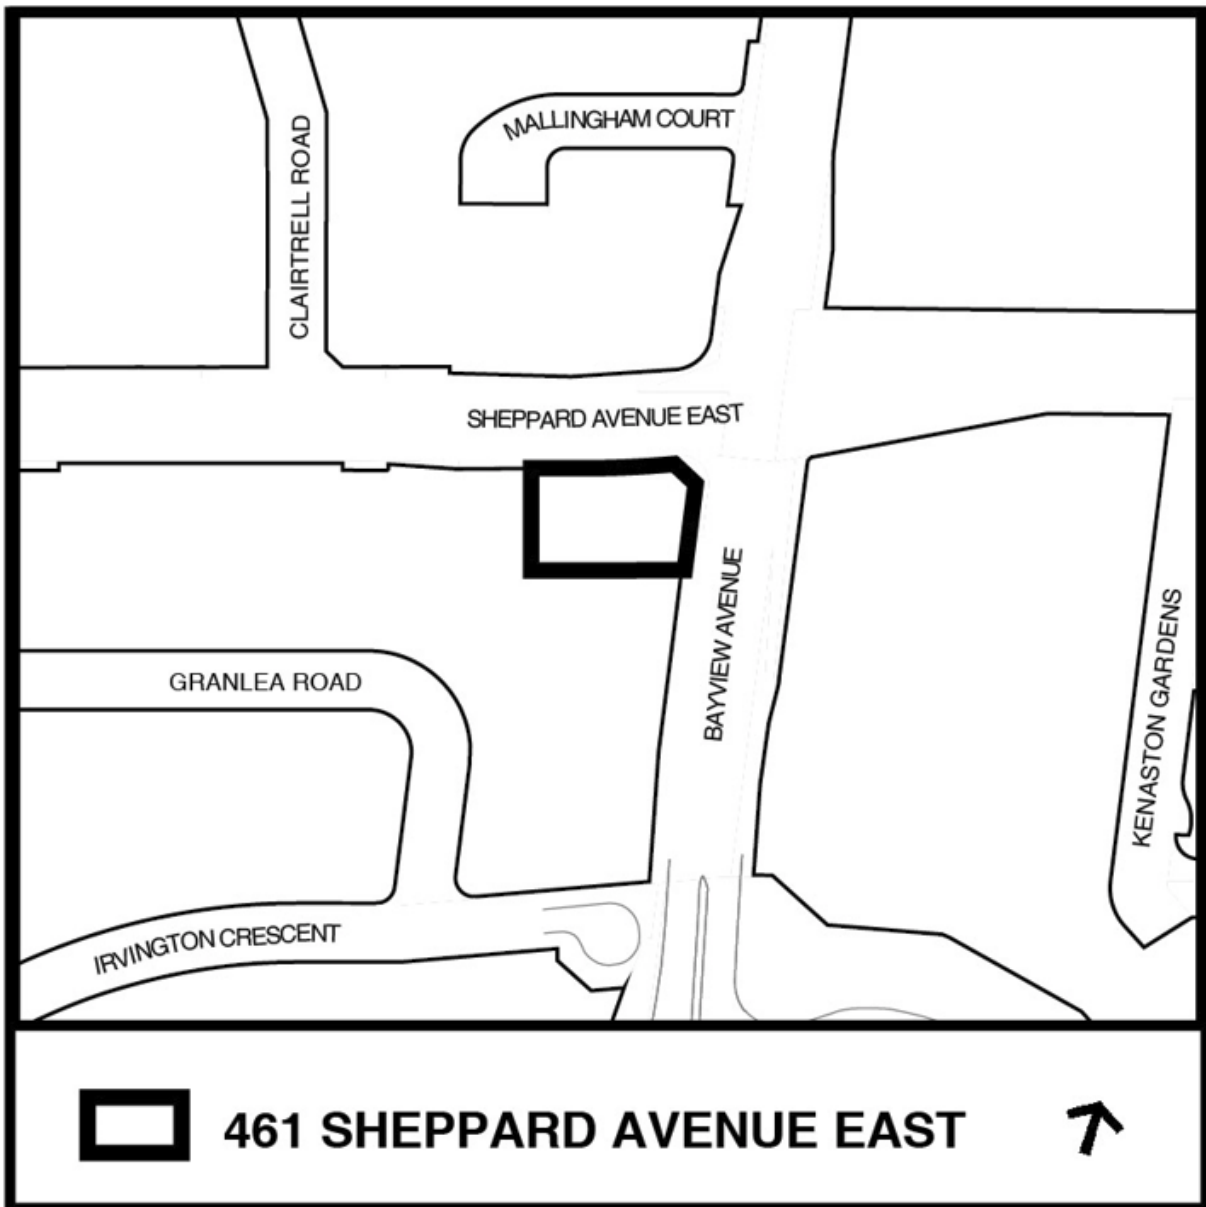 MALLINGHAM COURT
CLAIRTRELL ROAD
SHEPPARD AVENUE EAST
BAYVIEW AVENUE
KENASTON GARDENS
GRANLEA ROAD
IRVINGTON CRESCENT
461 SHEPPARD AVENUE EAST